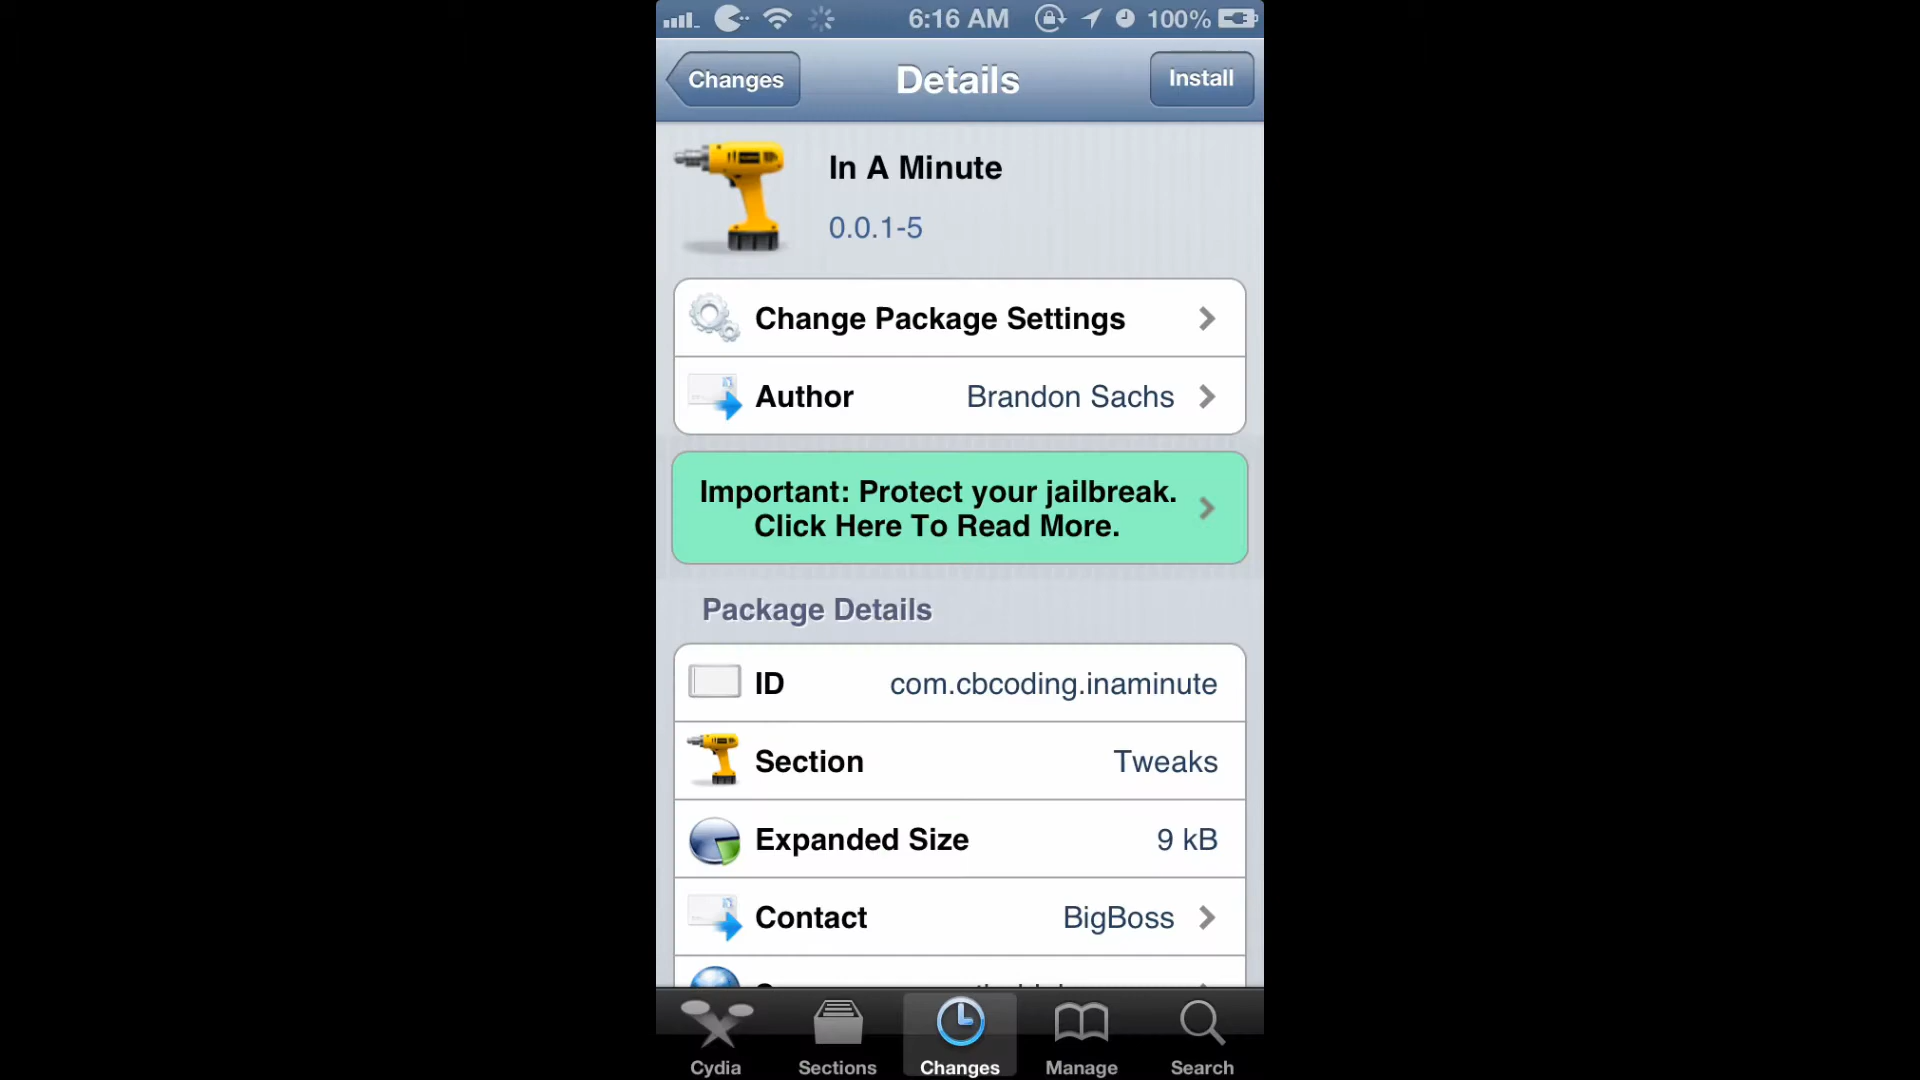 6:16 AM 100%
Changes Details Install
In A Minute
0.0.1-5
Change Package Settings
Author Brandon Sachs
Important: Protect your jailbreak.
Click Here To Read More.
Package Details
ID com.cbcoding.inaminute
Section Tweaks
Expanded Size 9 kB
Contact BigBoss
Cydia Sections Changes Manage Search